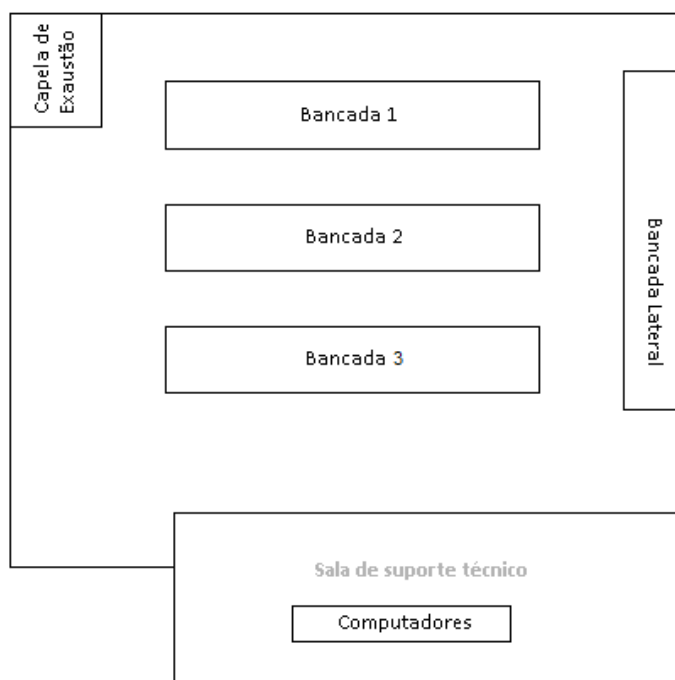 Capela de
Exaustão
Bancada 1
Bancada 2
Bancada Lateral
Bancada 3
Sala de suporte técnico
Computadores